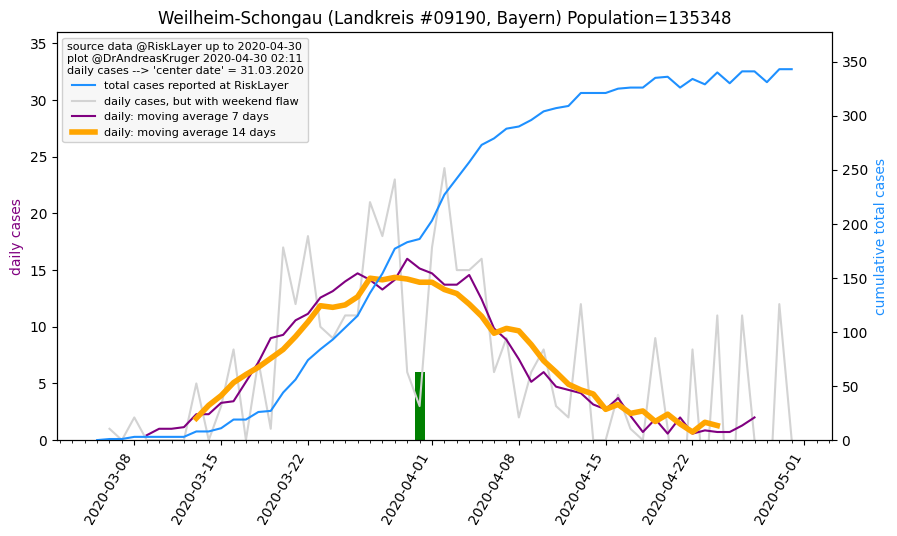 Weilheim-Schongau (Landkreis #09190, Bayern) Population=135348
source data @RiskLayer up to 2020-04-30
plot @DrAndreasKruger 2020-04-30 02:11
daily cases --> 'center date' = 31.03.2020
total cases reported at RiskLayer
daily cases, but with weekend flaw
daily: moving average 7 days
daily: moving average 14 days
daily cases
35
30
25
20
15
10
5
0
cumulative total cases
350
300
250
200
150
100
50
0
2020-03-08
2020-03-15
2020-03-22
2020-04-01
2020-04-08
2020-04-15
2020-04-22
2020-05-01